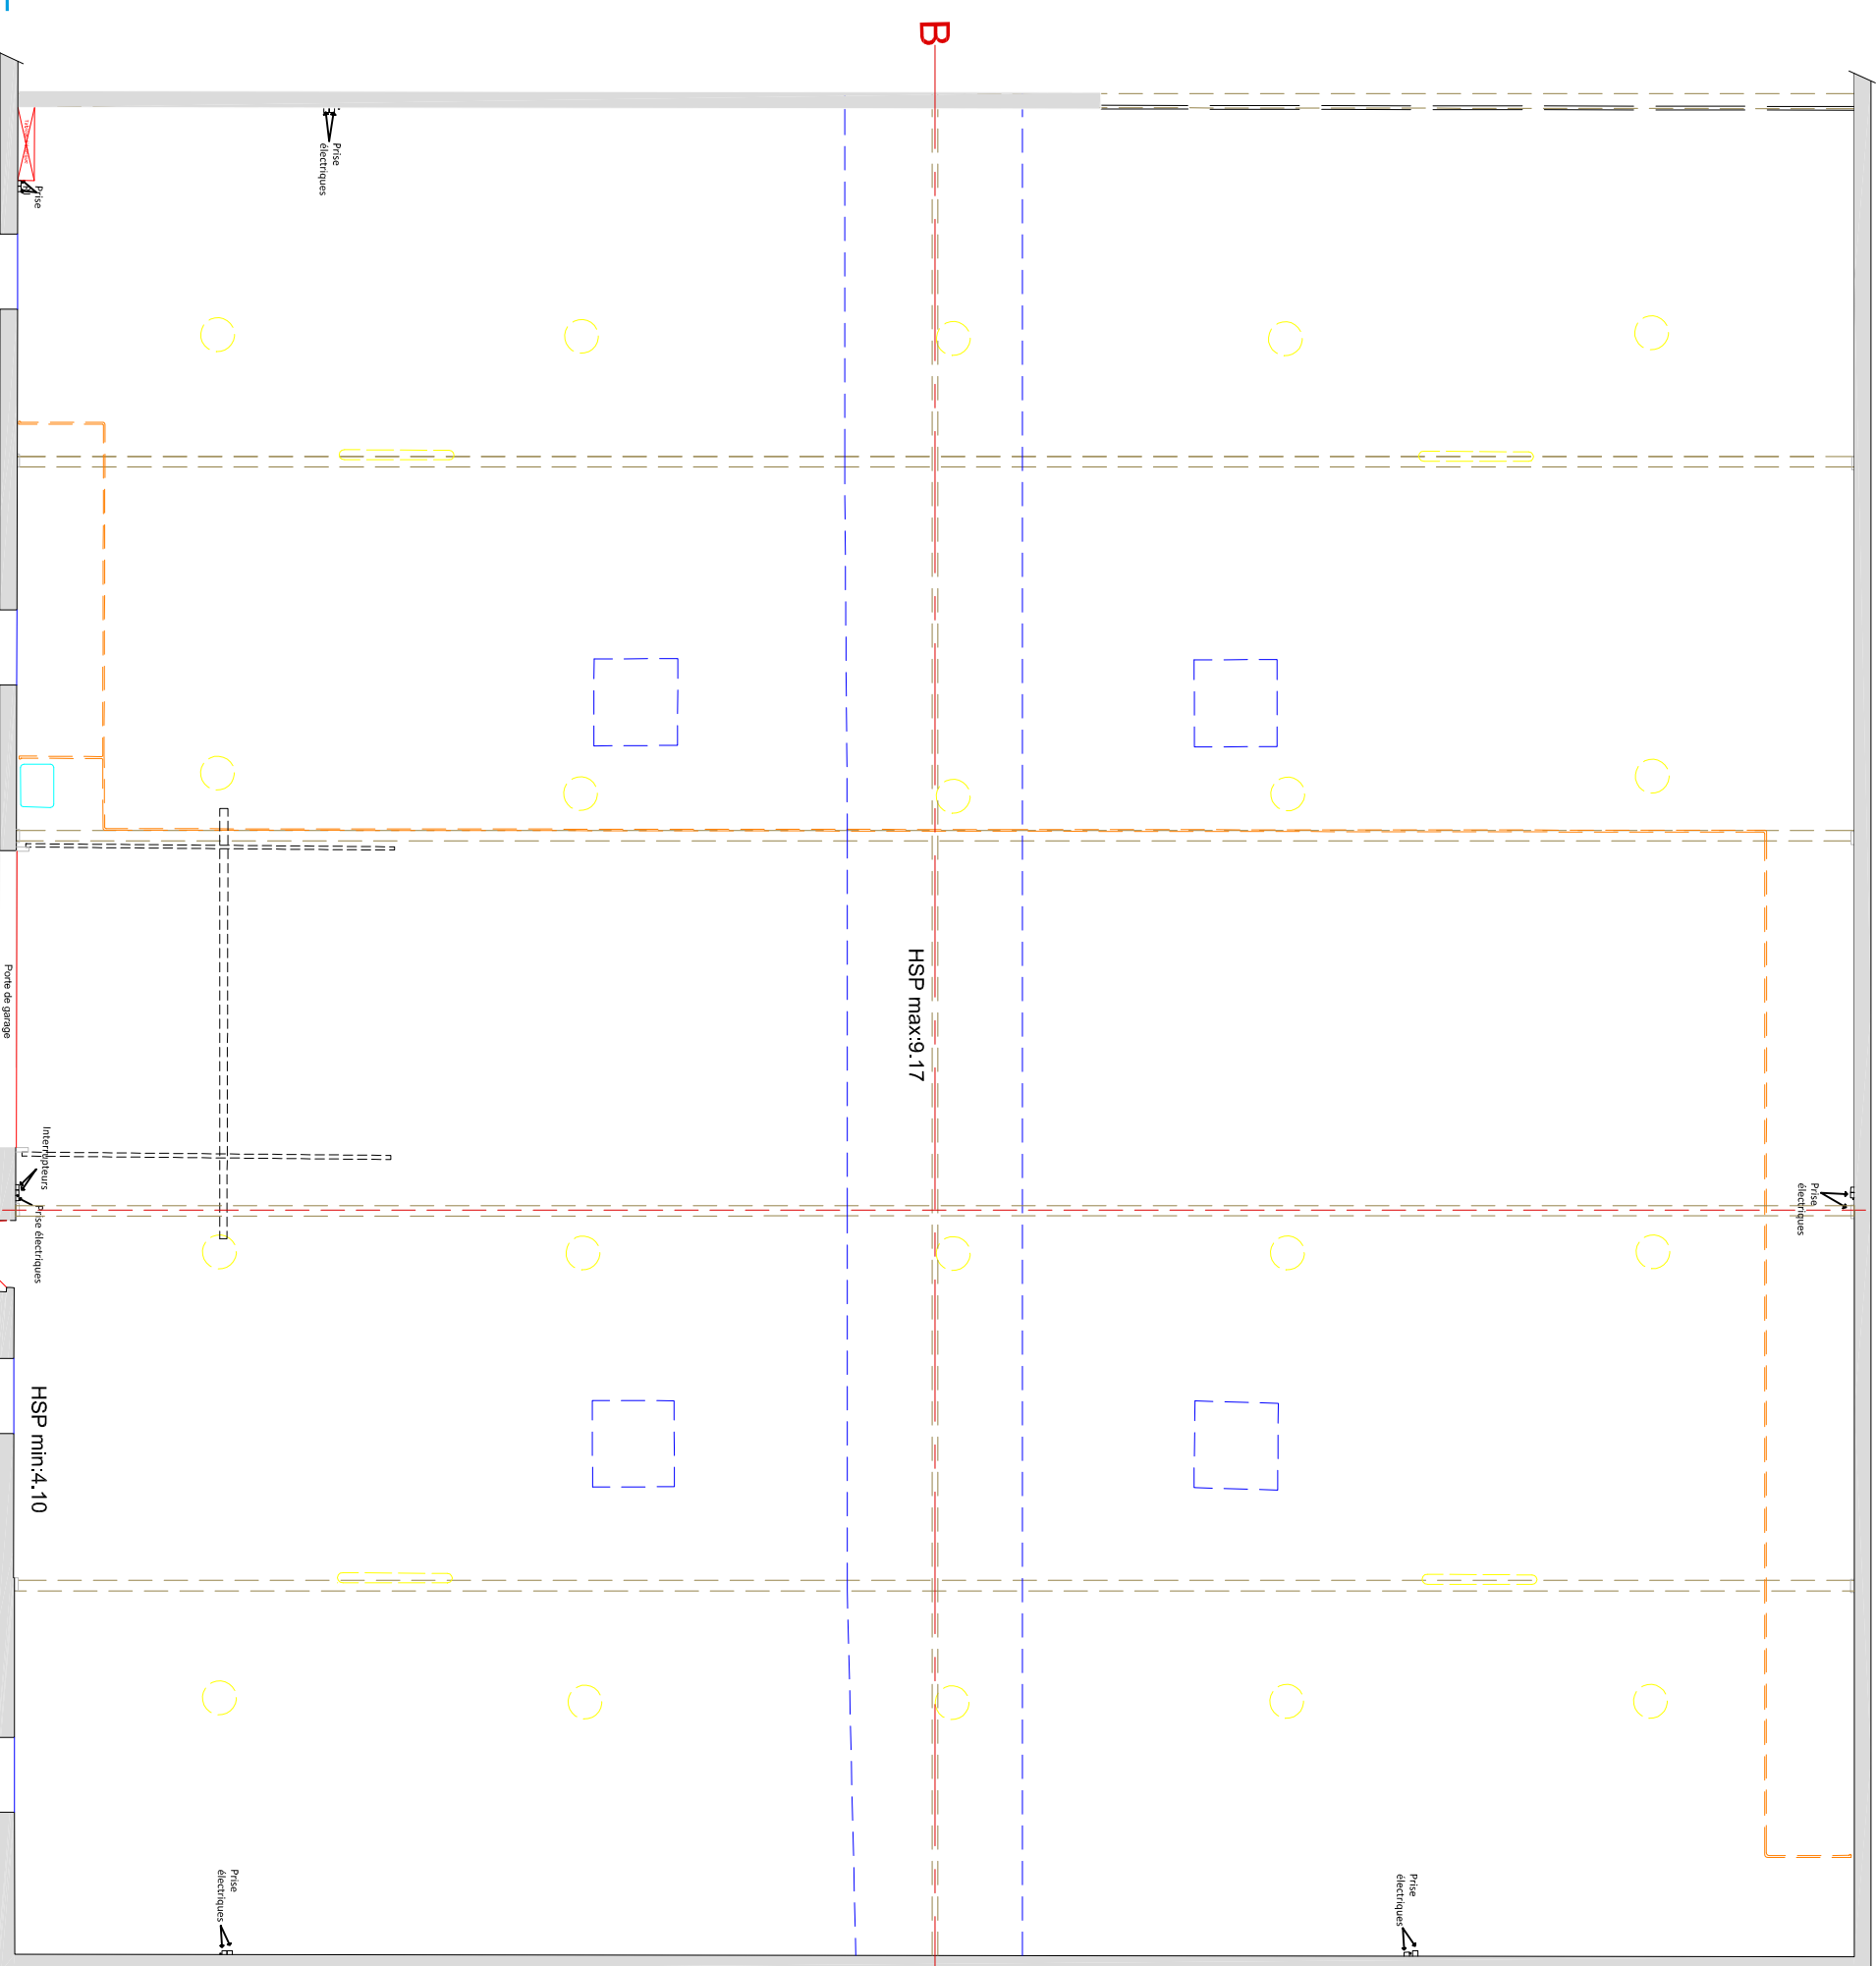 B
Prise
électriques
Prise
HSP max:9.17
Porte de garage
Interrupteurs
Prise électriques
Prise
électriques
HSP min:4.10
Prise
électriques
Prise
électriques